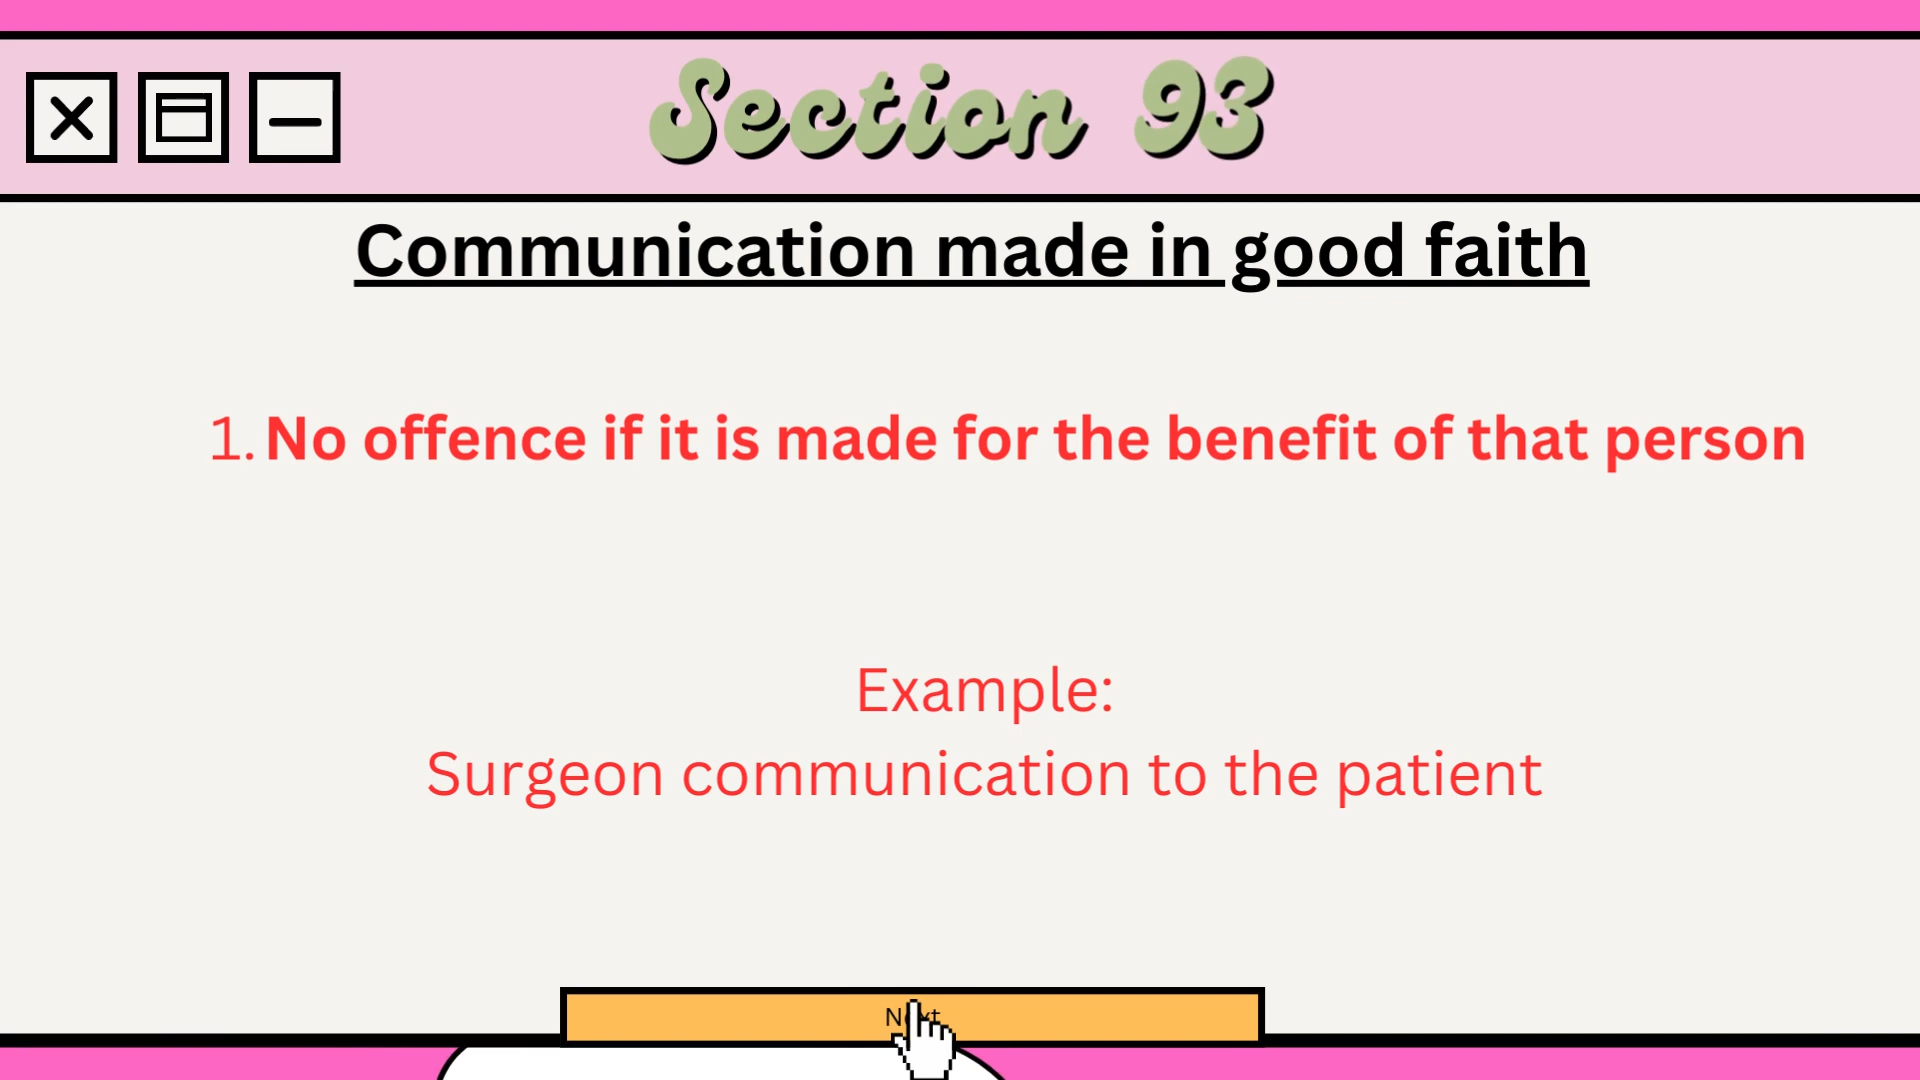 Section 93
Communication made in good faith
1. No offence if it is made for the benefit of that person
Example:
Surgeon communication to the patient
Next